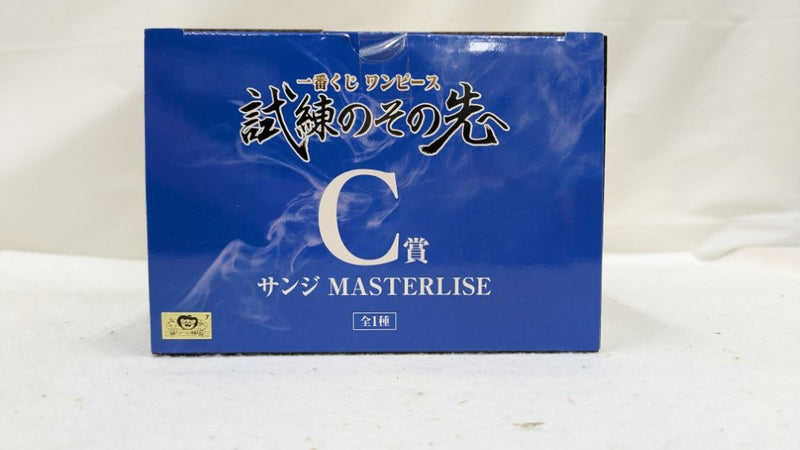 一番くじ ワンピース
試練のその先へ
C賞
サンジ MASTERLISE
全1種
7